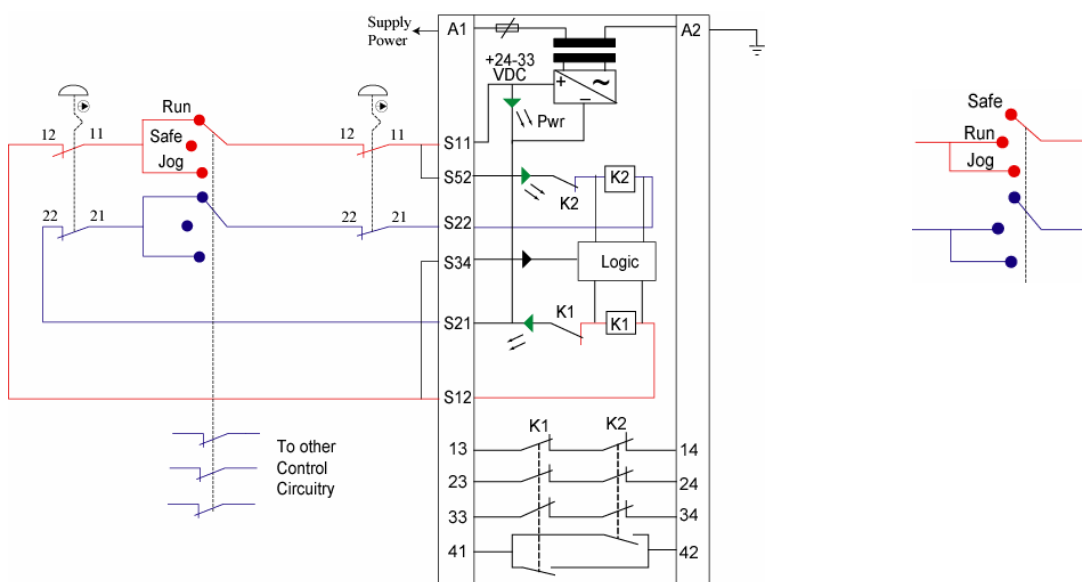 Supply
Power
A1
A2
+24-33
VDC
+
~
−
Pwr
Run
Safe
Jog
12
11
12
11
S11
S52
K2
K2
22
21
22
21
S22
S34
Logic
S21
K1
K1
S12
To other
Control
Circuitry
K1
K2
13
14
23
24
33
34
41
42
Safe
Run
Jog